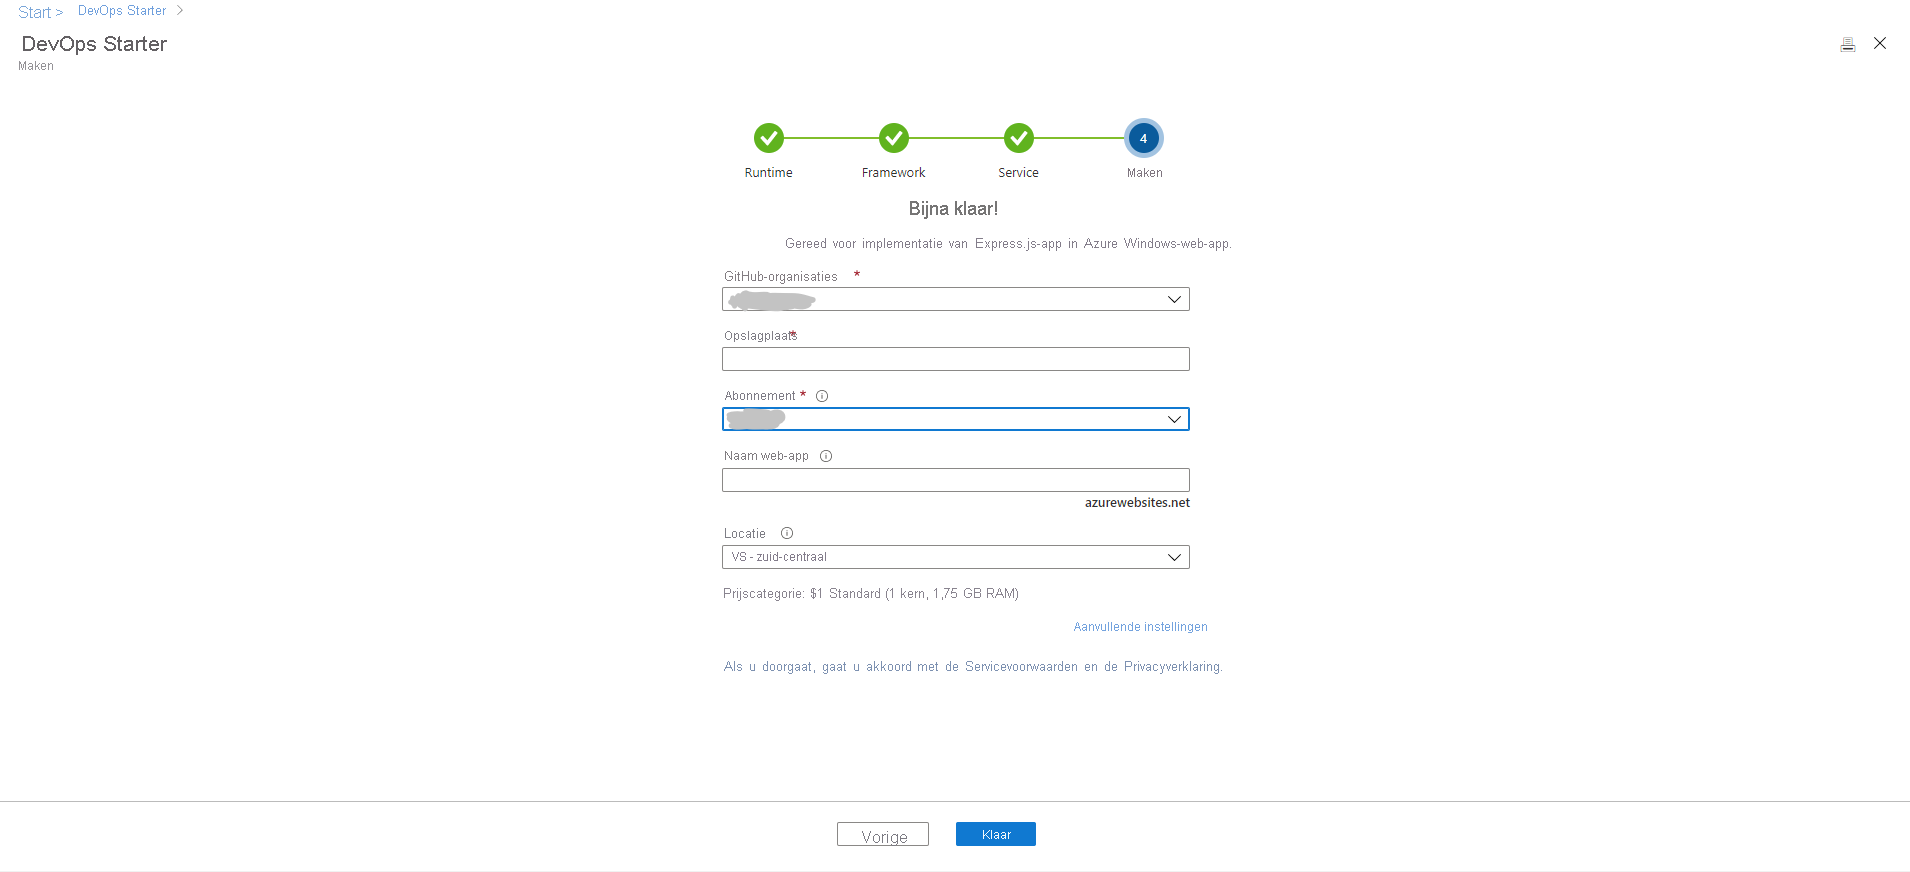 Start > DevOps Starter >
DevOps Starter
Maken
Runtime Framework Service 4 Maken
Bijna klaar!
Gereed voor implementatie van Express.js-app in Azure Windows-web-app.
GitHub-organisaties *
Opslagplaats*
Abonnement *
Naam web-app
azurewebsites.net
Locatie
VS - zuid-centraal
Prijscategorie: $1 Standard (1 kern, 1,75 GB RAM)
Aanvullende instellingen
Als u doorgaat, gaat u akkoord met de Servicevoorwaarden en de Privacyverklaring.
Vorige Klaar